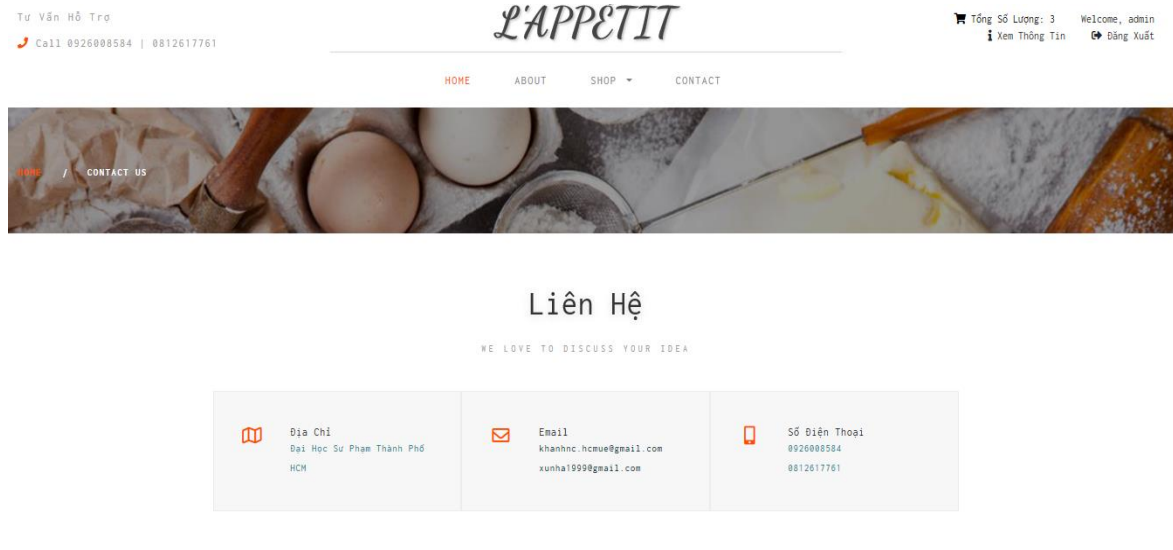 Tư Vấn Hỗ Trợ
Call 0926008584 | 0812617761
L'APPÉTIT
Tổng Số Lượng: 3 Welcome, admin
Xem Thông Tin Đăng Xuất
HOME ABOUT SHOP CONTACT
HOME / CONTACT US
Liên Hệ
WE LOVE TO DISCUSS YOUR IDEA
Địa Chỉ
Đại Học Sư Phạm Thành Phố
HCM
Email
khanhnc.hcmue@gmail.com
xunha1999@gmail.com
Số Điện Thoại
0926008584
0812617761